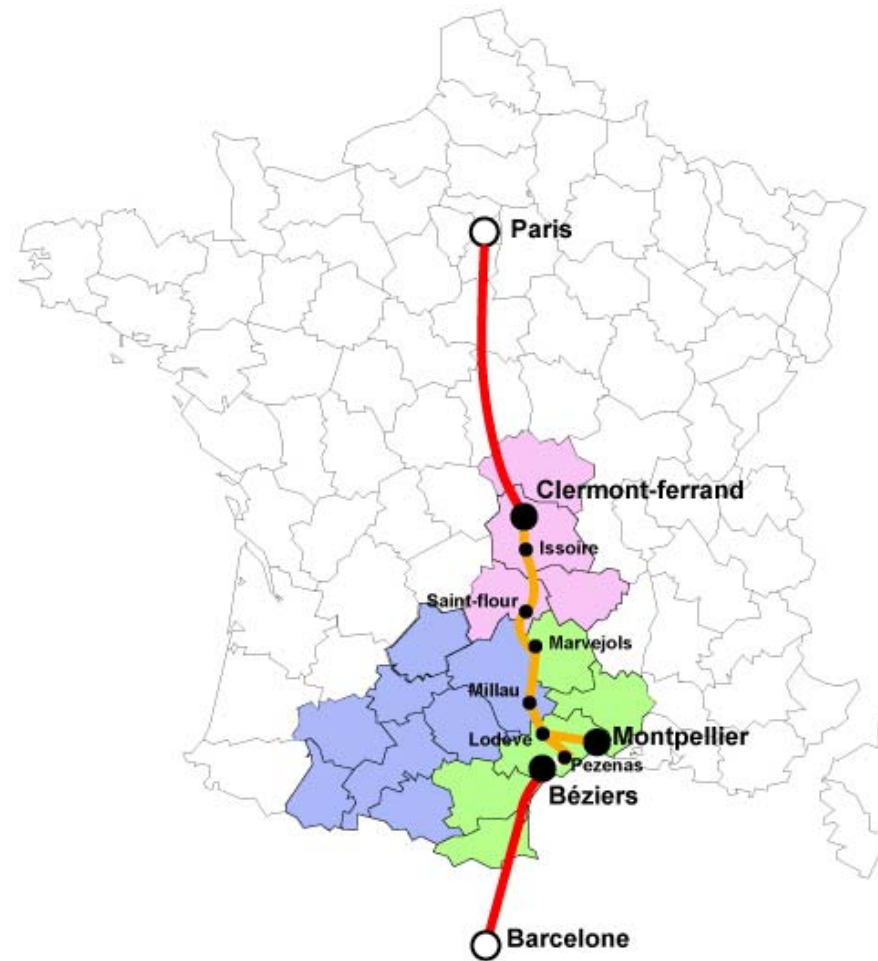 Paris
Clermont-ferrand
Issoire
Saint-flour
Marvejols
Millau
Lodève
Montpellier
Pezenas
Béziers
Barcelone